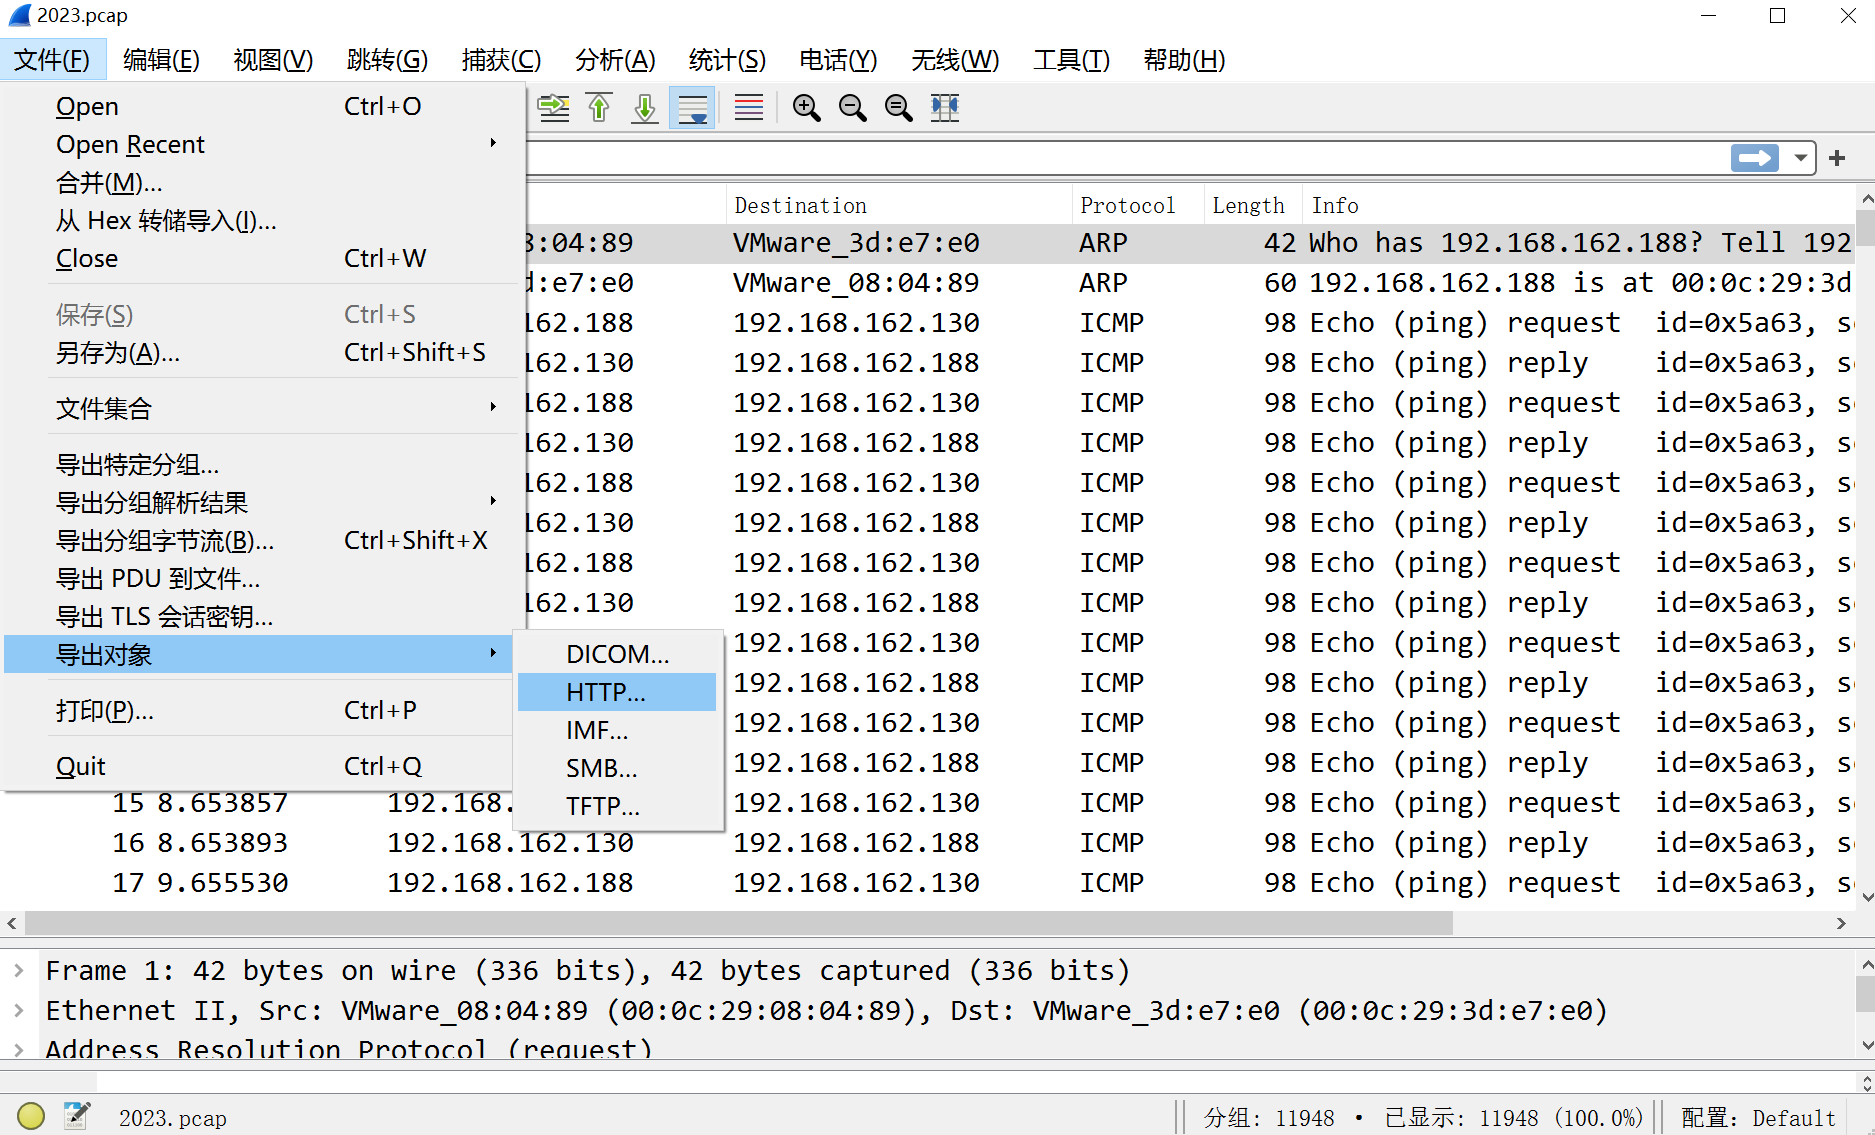 2023.pcap
文件(F) 编辑(E) 视图(V) 跳转(G) 捕获(C) 分析(A) 统计(S) 电话(Y) 无线(W) 工具(T) 帮助(H)
Open Ctrl+O
Open Recent
合并(M)...
从 Hex 转储导入(I)...
Close Ctrl+W
保存(S) Ctrl+S
另存为(A)... Ctrl+Shift+S
文件集合
导出特定分组...
导出分组解析结果
导出分组字节流(B)... Ctrl+Shift+X
导出 PDU 到文件...
导出 TLS 会话密钥...
导出对象
打印(P)... Ctrl+P
Quit Ctrl+Q
DICOM...
HTTP...
IMF...
SMB...
TFTP...
Destination Protocol Length Info
8:04:89 VMware_3d:e7:e0 ARP 42 Who has 192.168.162.188? Tell 192
d:e7:e0 VMware_08:04:89 ARP 60 192.168.162.188 is at 00:0c:29:3d
162.188 192.168.162.130 ICMP 98 Echo (ping) request id=0x5a63, s
162.130 192.168.162.188 ICMP 98 Echo (ping) reply id=0x5a63, s
162.188 192.168.162.130 ICMP 98 Echo (ping) request id=0x5a63, s
162.130 192.168.162.188 ICMP 98 Echo (ping) reply id=0x5a63, s
162.188 192.168.162.130 ICMP 98 Echo (ping) request id=0x5a63, s
162.130 192.168.162.188 ICMP 98 Echo (ping) reply id=0x5a63, s
162.188 192.168.162.130 ICMP 98 Echo (ping) request id=0x5a63, s
162.130 192.168.162.188 ICMP 98 Echo (ping) reply id=0x5a63, s
192.168.162.130 ICMP 98 Echo (ping) request id=0x5a63, s
192.168.162.188 ICMP 98 Echo (ping) reply id=0x5a63, s
192.168.162.130 ICMP 98 Echo (ping) request id=0x5a63, s
192.168.162.188 ICMP 98 Echo (ping) reply id=0x5a63, s
15 8.653857 192.168. 192.168.162.130 ICMP 98 Echo (ping) request id=0x5a63, s
16 8.653893 192.168.162.130 192.168.162.188 ICMP 98 Echo (ping) reply id=0x5a63, s
17 9.655530 192.168.162.188 192.168.162.130 ICMP 98 Echo (ping) request id=0x5a63, s
Frame 1: 42 bytes on wire (336 bits), 42 bytes captured (336 bits)
Ethernet II, Src: VMware_08:04:89 (00:0c:29:08:04:89), Dst: VMware_3d:e7:e0 (00:0c:29:3d:e7:e0)
Address Resolution Protocol (request)
2023.pcap 分组: 11948 · 已显示: 11948 (100.0%) 配置: Default